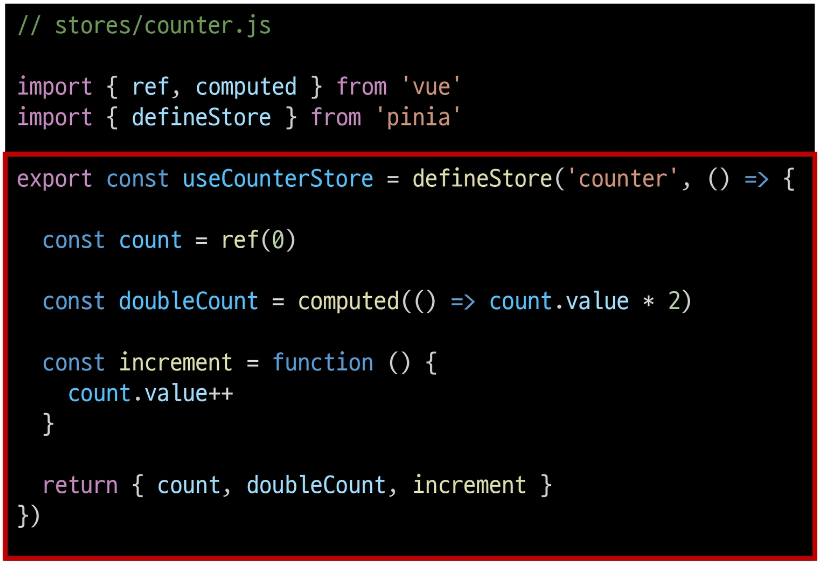 // stores/counter.js
import { ref, computed } from 'vue'
import { defineStore } from 'pinia'
export const useCounterStore = defineStore('counter', () => {
const count = ref(0)
const doubleCount = computed(() => count.value * 2)
const increment = function () {
count.value++
}
return { count, doubleCount, increment }
})